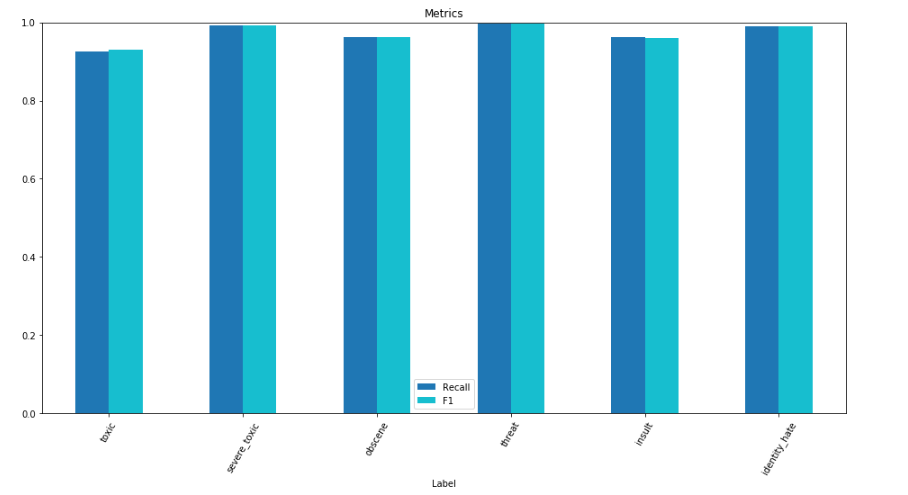 Metrics
1.0
0.8
0.6
0.4
0.2
0.0
Recall
F1
toxic
severe_toxic
obscene
threat
insult
identity_hate
Label